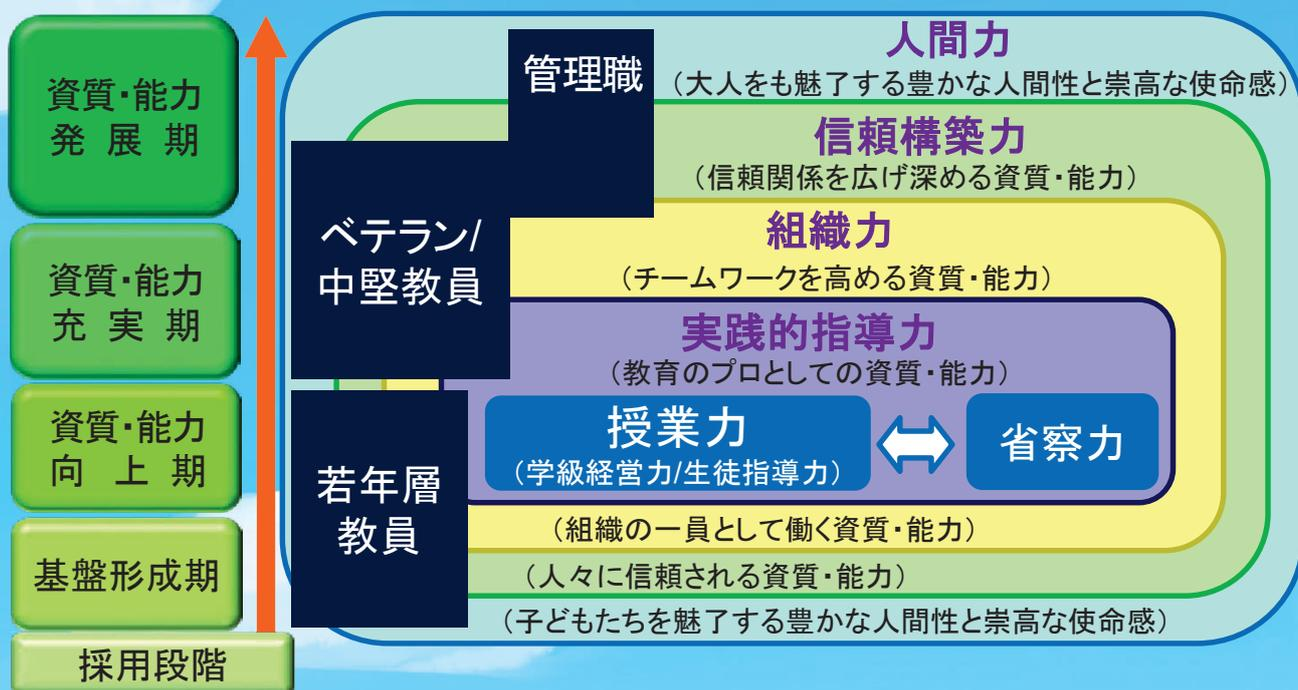 資質・能力
発展期
資質・能力
充実期
資質・能力
向上期
基盤形成期
採用段階
管理職
ベテラン/
中堅教員
若年層
教員
人間力
（大人をも魅了する豊かな人間性と崇高な使命感）
信頼構築力
（信頼関係を広げ深める資質・能力）
組織力
（チームワークを高める資質・能力）
実践的指導力
（教育のプロとしての資質・能力）
授業力
（学級経営力/生徒指導力）
省察力
（組織の一員として働く資質・能力）
（人々に信頼される資質・能力）
（子どもたちを魅了する豊かな人間性と崇高な使命感）